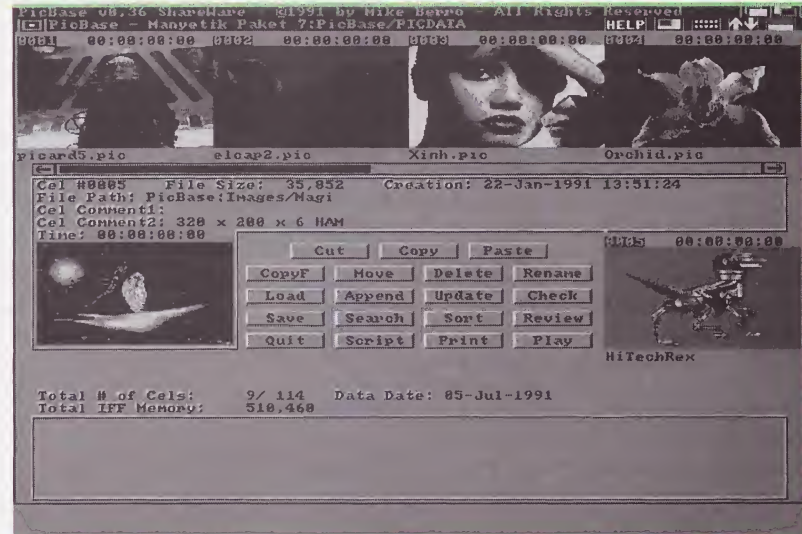 PicBase v0,36 ShareWare ©1991 by Mike Berro - All Rights Reserved
PicBase - Manyetik Paket 7:PicBase/PICDATA HELP
0001 00:00:00:00 0002 00:00:00:00 0003 00:00:00:00 0004 00:00:00:00
picard5.pic elcap2.pic Xinh.pic Orchid.pic
Cel #0005 File Size: 35,052 Creation: 22-Jan-1991 13:51:24
File Path: PicBase:Images/Magi
Cel Comment1:
Cel Comment2: 320 x 200 x 6 HAM
Time: 00:00:00:00
Cut Copy Paste
0005 00:00:00:00
CopyF Move Delete Rename
Load Append Update Check
Save Search Sort Review
Quit Script Print Play
HiTechRex
Total # of Cels: 9/ 114 Data Date: 05-Jul-1991
Total IFF Memory: 510,460